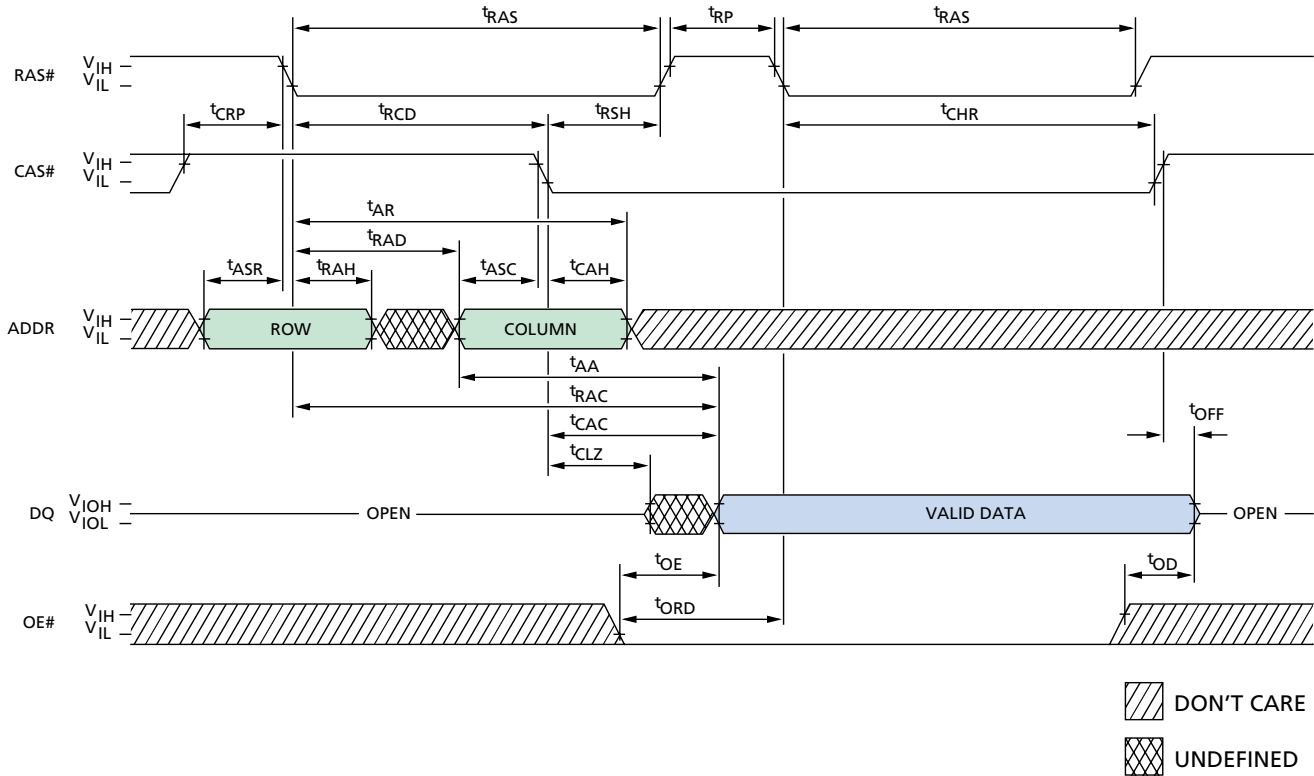 tRAS tRP tRAS
RAS# VIH
VIL
tCRP tRCD tRSH tCHR
CAS# VIH
VIL
tAR
tRAD
tASR tRAH tASC tCAH
ADDR VIH
VIL
ROW COLUMN
tAA
tRAC
tCAC tOFF
tCLZ
DQ VIOH
VIOL
OPEN VALID DATA OPEN
tOE tOD
tORD
OE# VIH
VIL
DON'T CARE
UNDEFINED